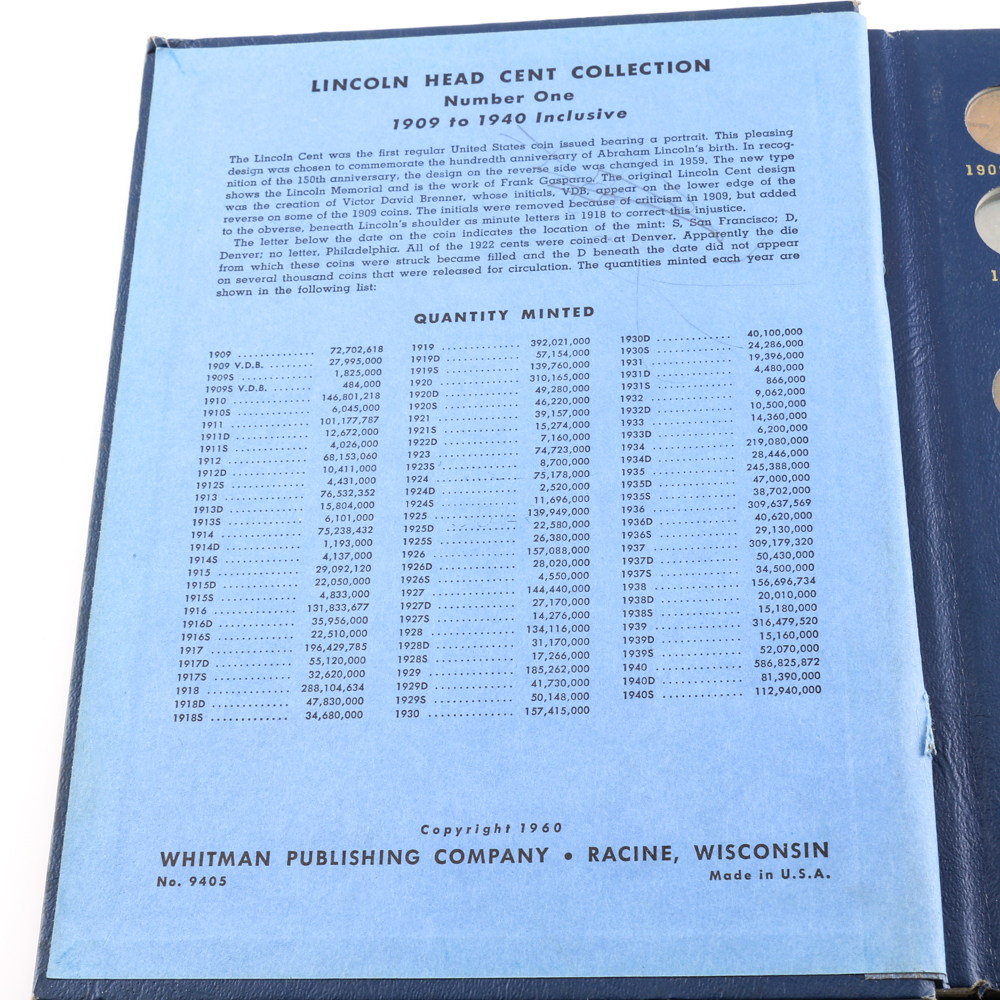 LINCOLN HEAD CENT COLLECTION
Number One
1909 to 1940 Inclusive
The Lincoln Cent was the first regular United States coin issued bearing a portrait. This pleasing
design was chosen to commemorate the hundredth anniversary of Abraham Lincoln's birth. In recog-
nition of the 150th anniversary, the design on the reverse side was changed in 1959. The new type
shows the Lincoln Memorial and is the work of Frank Gasparro. The original Lincoln Cent design
was the creation of Victor David Brenner, whose initials, VDB, appear on the lower edge of the
reverse on some of the 1909 coins. The initials were removed because of criticism in 1909, but added
to the obverse, beneath Lincoln's shoulder as minute letters in 1918 to correct this injustice.
The letter below the date on the coin indicates the location of the mint: S, San Francisco; D,
Denver; no letter, Philadelphia. All of the 1922 cents were coined at Denver. Apparently the die
from which these coins were struck became filled and the D beneath the date did not appear
on several thousand coins that were released for circulation. The quantities minted each year are
shown in the following list:
QUANTITY MINTED
1909 .............. 72,702,618
1909 V.D.B. ......... 27,995,000
1909S .............. 1,825,000
1909S V.D.B. ....... 484,000
1910 .............. 146,801,218
1910S .............. 6,045,000
1911 .............. 101,177,787
1911D .............. 12,672,000
1911S .............. 4,026,000
1912 .............. 68,153,060
1912D .............. 10,411,000
1912S .............. 4,431,000
1913 .............. 76,532,352
1913D .............. 15,804,000
1913S .............. 6,101,000
1914 .............. 75,238,432
1914D .............. 1,193,000
1914S .............. 4,137,000
1915 .............. 29,092,120
1915D .............. 22,050,000
1915S .............. 4,833,000
1916 .............. 131,833,677
1916D .............. 35,956,000
1916S .............. 22,510,000
1917 .............. 196,429,785
1917D .............. 55,120,000
1917S .............. 32,620,000
1918 .............. 288,104,634
1918D .............. 47,830,000
1918S .............. 34,680,000
1919 .............. 392,021,000
1919D .............. 57,154,000
1919S .............. 139,760,000
1920 .............. 310,165,000
1920D .............. 49,280,000
1920S .............. 46,220,000
1921 .............. 39,157,000
1921S .............. 15,274,000
1922D .............. 7,160,000
1923 .............. 74,723,000
1923S .............. 8,700,000
1924 .............. 75,178,000
1924D .............. 2,520,000
1924S .............. 11,696,000
1925 .............. 139,949,000
1925D .............. 22,580,000
1925S .............. 26,380,000
1926 .............. 157,088,000
1926D .............. 28,020,000
1926S .............. 4,550,000
1927 .............. 144,440,000
1927D .............. 27,170,000
1927S .............. 14,276,000
1928 .............. 134,116,000
1928D .............. 31,170,000
1928S .............. 17,266,000
1929 .............. 185,262,000
1929D .............. 41,730,000
1929S .............. 50,148,000
1930 .............. 157,415,000
1930D .............. 40,100,000
1930S .............. 24,286,000
1931 .............. 19,396,000
1931D .............. 4,480,000
1931S .............. 866,000
1932 .............. 9,062,000
1932D .............. 10,500,000
1933 .............. 14,360,000
1933D .............. 6,200,000
1934 .............. 219,080,000
1934D .............. 28,446,000
1935 .............. 245,388,000
1935D .............. 47,000,000
1935S .............. 38,702,000
1936 .............. 309,637,569
1936D .............. 40,620,000
1936S .............. 29,130,000
1937 .............. 309,179,320
1937D .............. 50,430,000
1937S .............. 34,500,000
1938 .............. 156,696,734
1938D .............. 20,010,000
1938S .............. 15,180,000
1939 .............. 316,479,520
1939D .............. 15,160,000
1939S .............. 52,070,000
1940 .............. 586,825,872
1940D .............. 81,390,000
1940S .............. 112,940,000
Copyright 1960
WHITMAN PUBLISHING COMPANY • RACINE, WISCONSIN
No. 9405 Made in U.S.A.